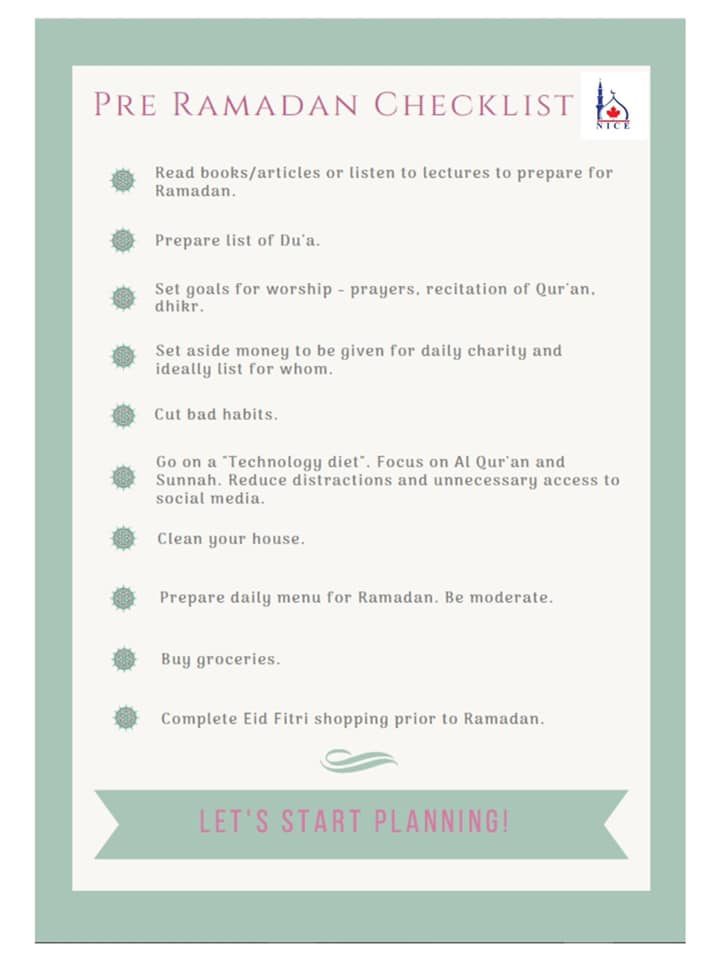 Pre Ramadan Checklist
NICE
Read books/articles or listen to lectures to prepare for
Ramadan.
Prepare list of Du'a.
Set goals for worship - prayers, recitation of Qur'an,
dhikr.
Set aside money to be given for daily charity and
ideally list for whom.
Cut bad habits.
Go on a "Technology diet". Focus on Al Qur'an and
Sunnah. Reduce distractions and unnecessary access to
social media.
Clean your house.
Prepare daily menu for Ramadan. Be moderate.
Buy groceries.
Complete Eid Fitri shopping prior to Ramadan.
LET'S START PLANNING!